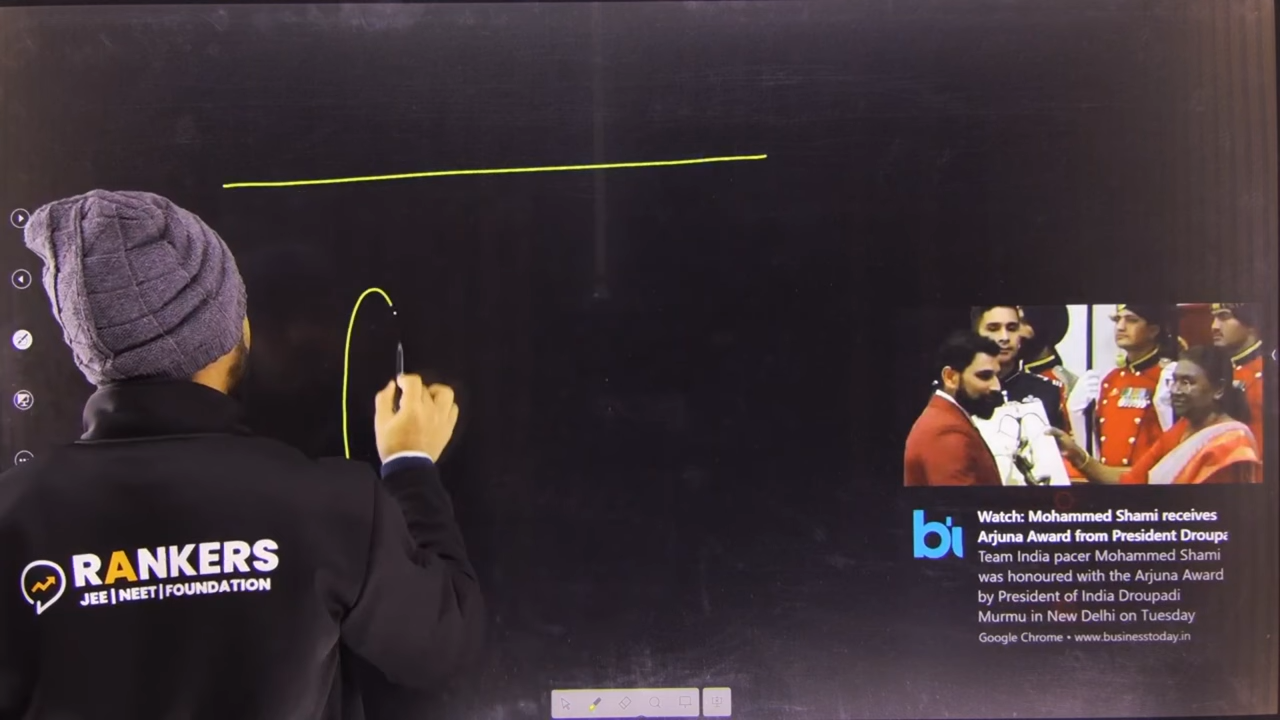 RANKERS
JEE | NEET | FOUNDATION
bt
Watch: Mohammed Shami receives
Arjuna Award from President Droupa
Team India pacer Mohammed Shami
was honoured with the Arjuna Award
by President of India Droupadi
Murmu in New Delhi on Tuesday
Google Chrome • www.businesstoday.in